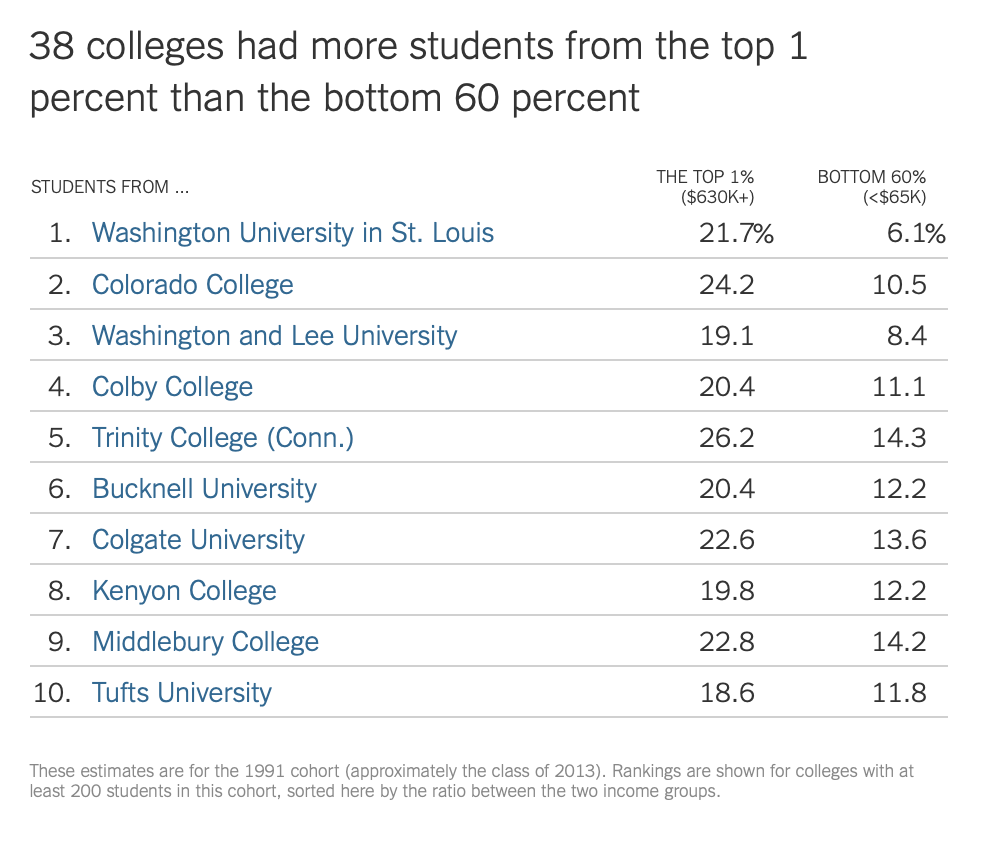 38 colleges had more students from the top 1
percent than the bottom 60 percent
STUDENTS FROM ... THE TOP 1% ($630K+) BOTTOM 60% (<$65K)
1. Washington University in St. Louis 21.7% 6.1%
2. Colorado College 24.2 10.5
3. Washington and Lee University 19.1 8.4
4. Colby College 20.4 11.1
5. Trinity College (Conn.) 26.2 14.3
6. Bucknell University 20.4 12.2
7. Colgate University 22.6 13.6
8. Kenyon College 19.8 12.2
9. Middlebury College 22.8 14.2
10. Tufts University 18.6 11.8
These estimates are for the 1991 cohort (approximately the class of 2013). Rankings are shown for colleges with at
least 200 students in this cohort, sorted here by the ratio between the two income groups.